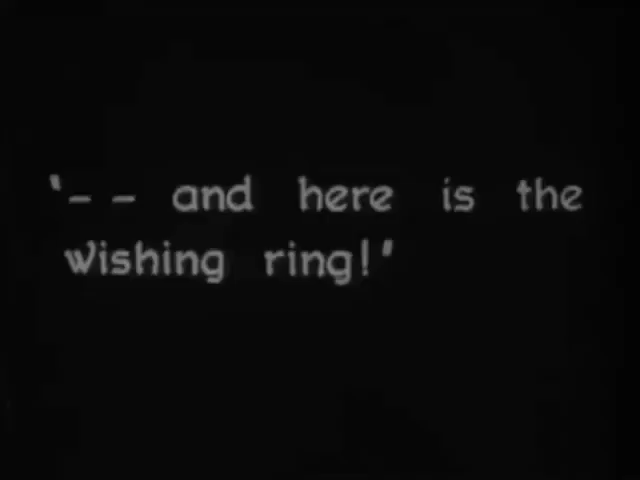 '-- and here is the
wishing ring!'